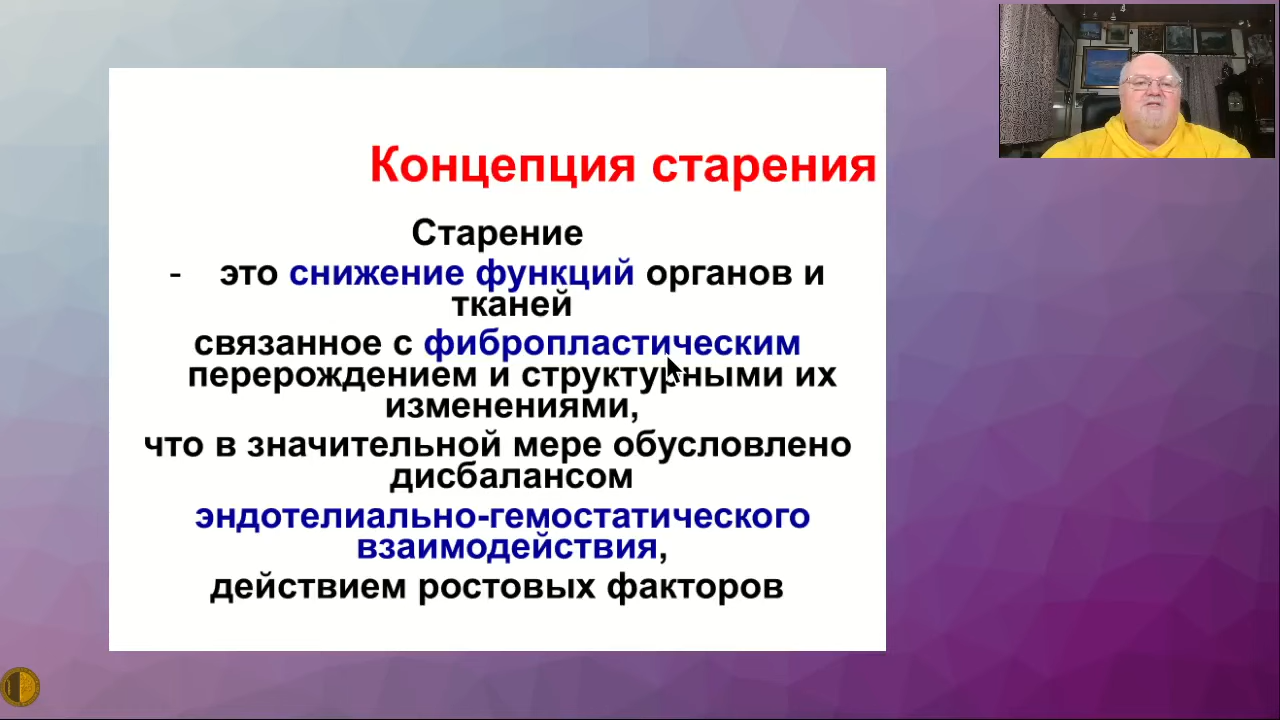 Концепция старения
Старение
- это снижение функций органов и
тканей
связанное с фибропластическим
перерождением и структурными их
изменениями,
что в значительной мере обусловлено
дисбалансом
эндотелиально-гемостатического
взаимодействия,
действием ростовых факторов